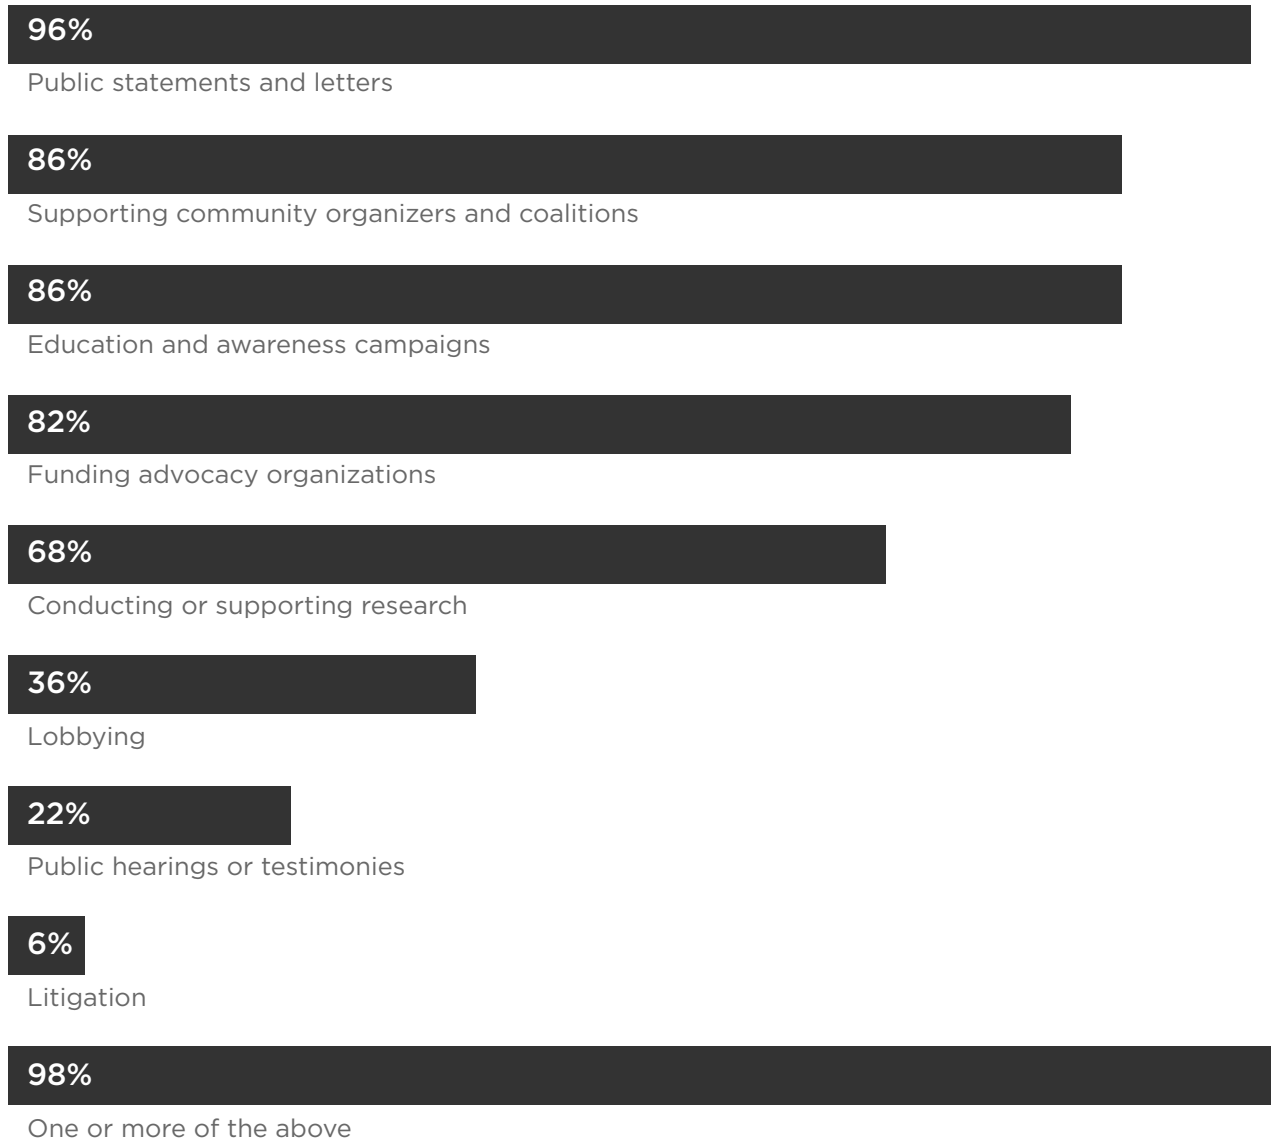 96%
Public statements and letters
86%
Supporting community organizers and coalitions
86%
Education and awareness campaigns
82%
Funding advocacy organizations
68%
Conducting or supporting research
36%
Lobbying
22%
Public hearings or testimonies
6%
Litigation
98%
One or more of the above